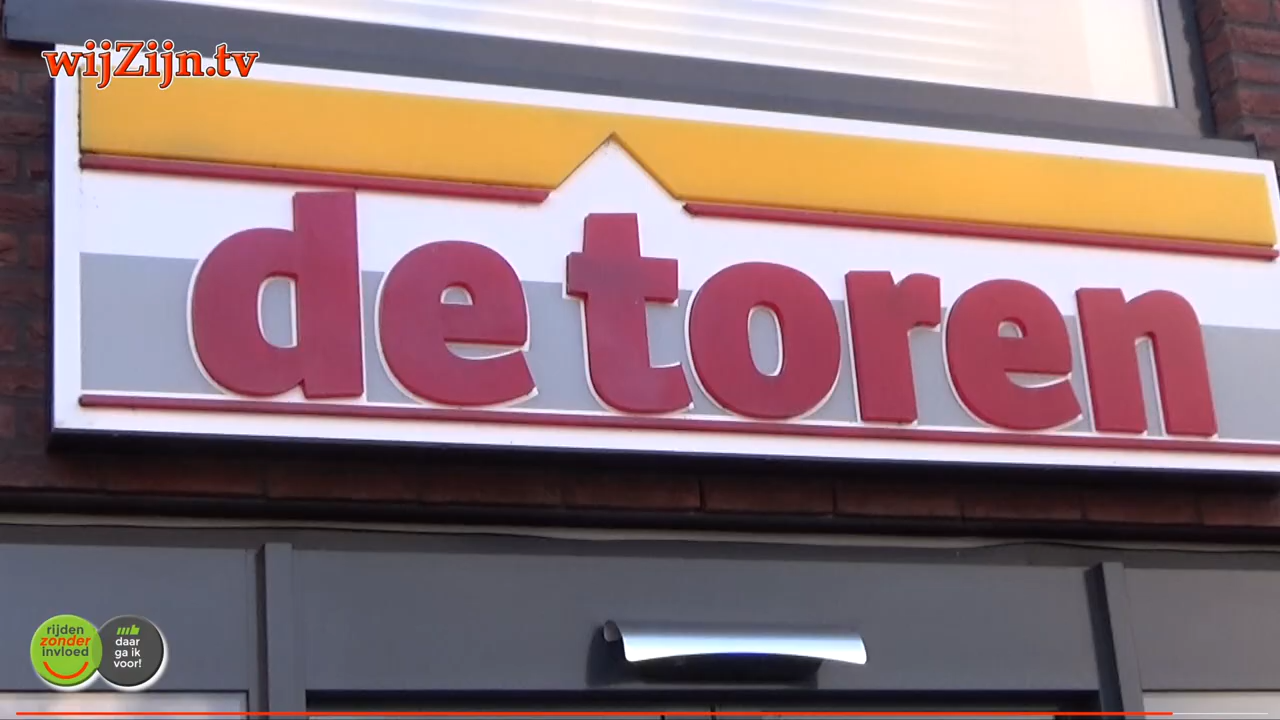 wijZijn.tv
de toren
rijden
zonder
invloed
daar
ga ik
voor!